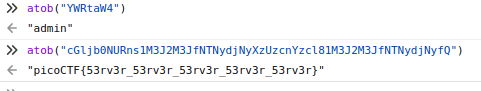 » atob("YWRtaW4")
← "admin"
» atob("cGljb0NURns1M3J2M3JfNTNydjNyXzUzcnYzcl81M3J2M3JfNTNydjNyfQ")
← "picoCTF{53rv3r_53rv3r_53rv3r_53rv3r_53rv3r}"